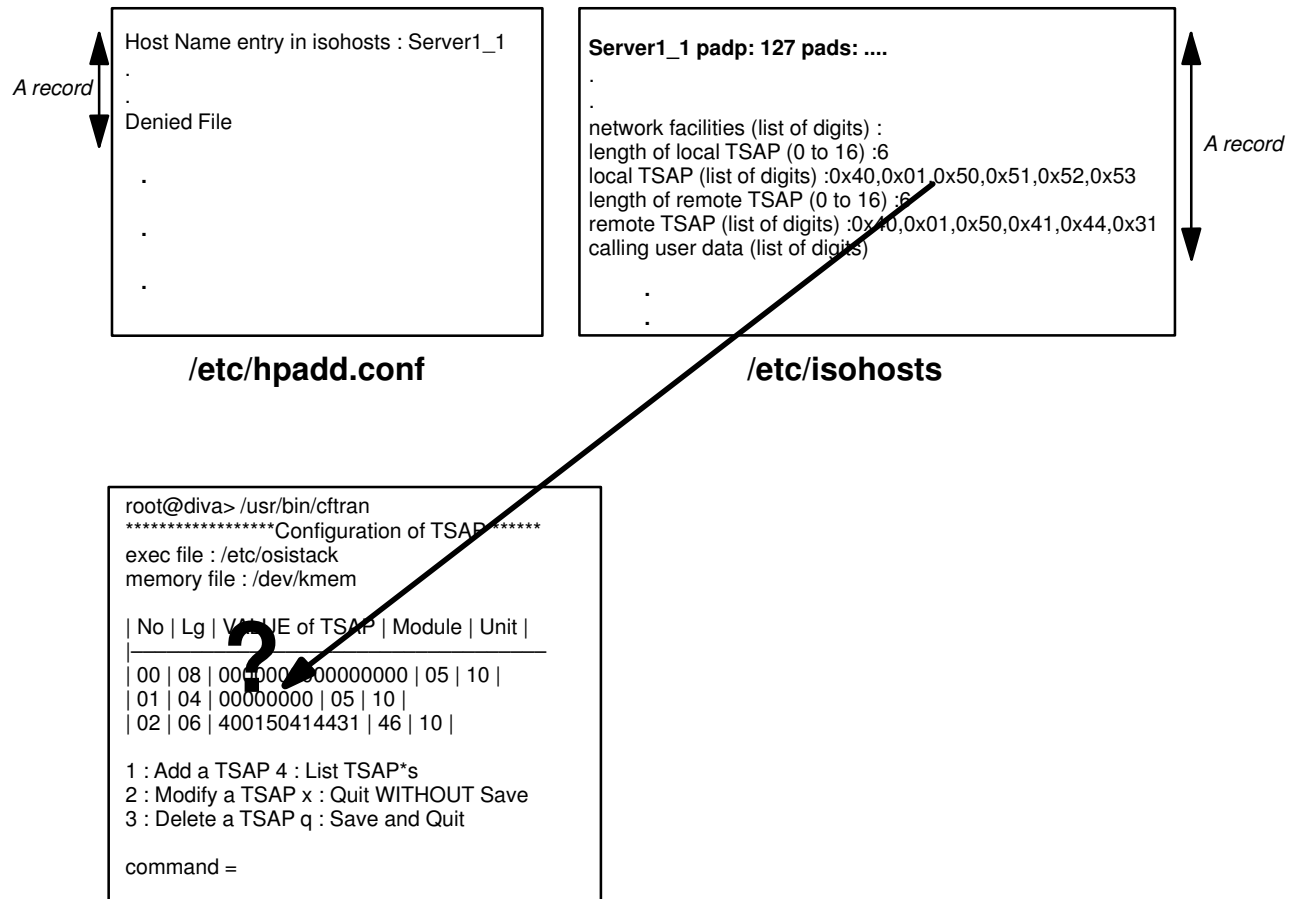 Host Name entry in isohosts : Server1_1
.
.
Denied File
.
.
.
A record
/etc/hpadd.conf
Server1_1 padp: 127 pads: ....
.
.
network facilities (list of digits) :
length of local TSAP (0 to 16) :6
local TSAP (list of digits) :0x40,0x01,0x50,0x51,0x52,0x53
length of remote TSAP (0 to 16) :6
remote TSAP (list of digits) :0x40,0x01,0x50,0x41,0x44,0x31
calling user data (list of digits)
.
.
A record
/etc/isohosts
root@diva> /usr/bin/cftran
******************Configuration of TSAP ******
exec file : /etc/osistack
memory file : /dev/kmem
| No | Lg | VALUE of TSAP | Module | Unit |
?
| 00 | 08 | 0000000000000000 | 05 | 10 |
| 01 | 04 | 00000000 | 05 | 10 |
| 02 | 06 | 400150414431 | 46 | 10 |
1 : Add a TSAP 4 : List TSAP*s
2 : Modify a TSAP x : Quit WITHOUT Save
3 : Delete a TSAP q : Save and Quit
command =